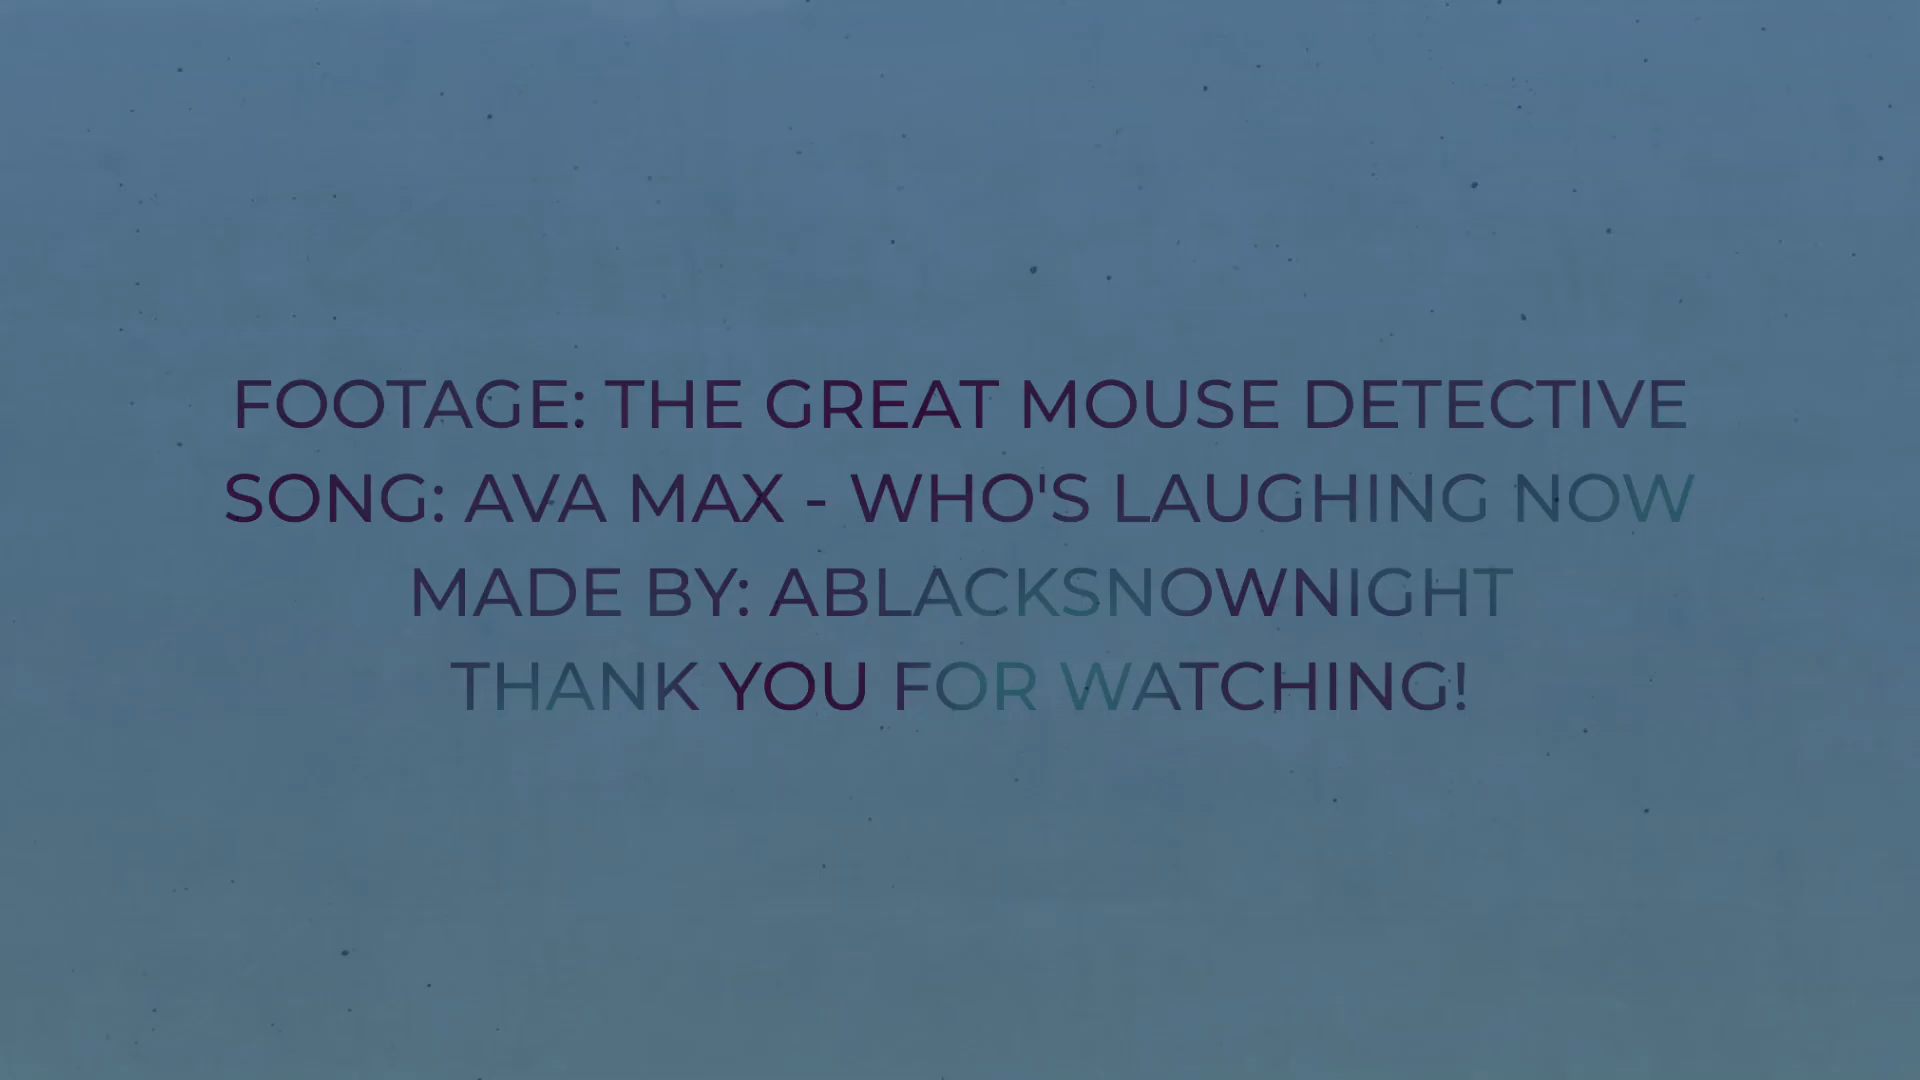 FOOTAGE: THE GREAT MOUSE DETECTIVE
SONG: AVA MAX - WHO'S LAUGHING NOW
MADE BY: ABLACKSNOWNIGHT
THANK YOU FOR WATCHING!